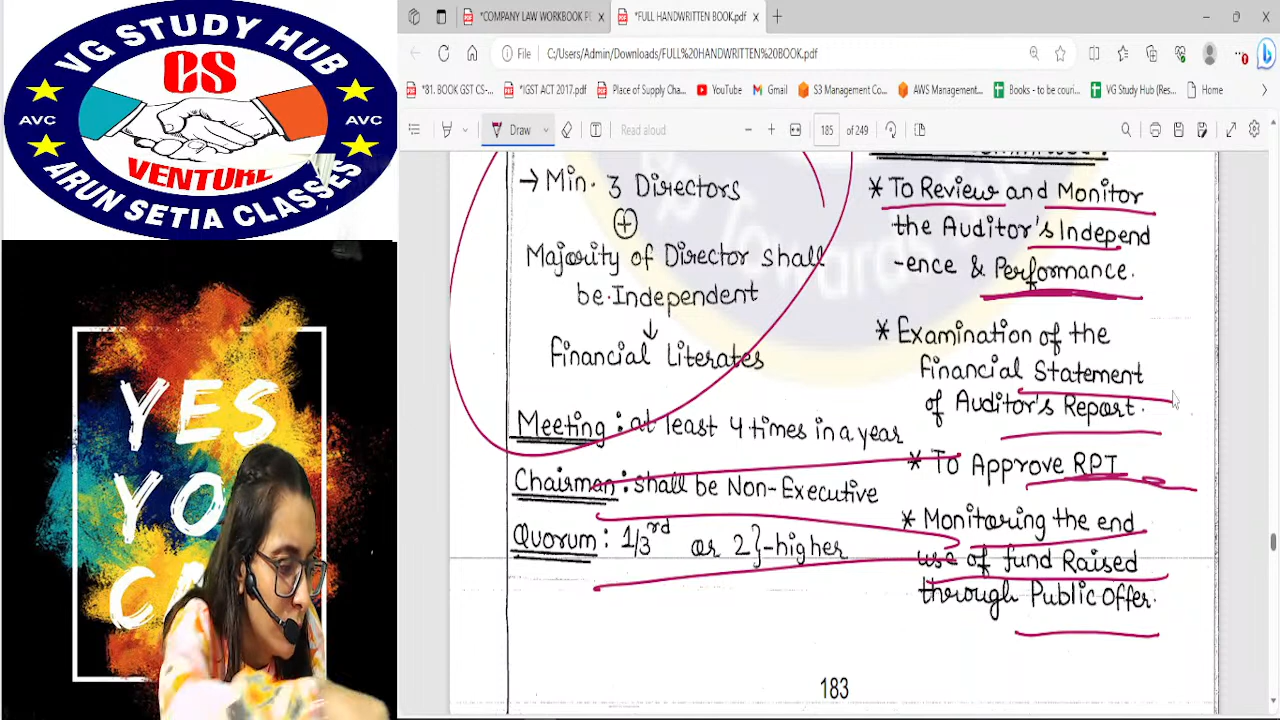 VG STUDY HUB
CS
AVC
AVC
VENTURE
ARUN SETIA CLASSES
YES
YO
CA
*COMPANY LAW WORKBOOK
*FULL HANDWRITTEN BOOK.pdf
File
C:/Users/Admin/Downloads/FULL%20HANDWRITTEN%20BOOK.pdf
*81. BOOK GST CS-...
*IGST ACT 2017.pdf
Place of Supply Cha...
YouTube
Gmail
S3 Management Co...
AWS Management...
Books - to be couri...
VG Study Hub (Res...
Home
Draw
Read aloud
185
of 249
→ Min. 3 Directors
+
Majority of Director shall
be Independent
↓
Financial Literates
Meeting : at least 4 times in a year
Chairman : shall be Non-Executive
Quorum : 1/3rd or 2}-higher
* To Review and Monitor
the Auditor's Independ
-ence & Performance.
* Examination of the
financial Statement
of Auditor's Report.
* To Approve RPT
* Monitoring the end
use of fund Raised
through Public Offer.
183